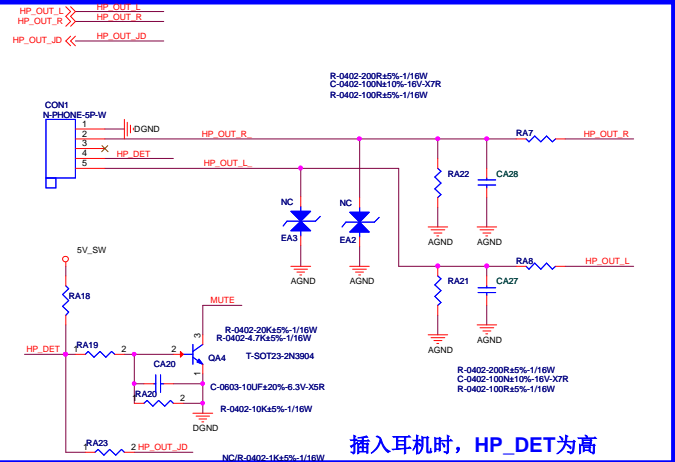 HP_OUT_L HP_OUT_L
HP_OUT_R HP_OUT_R
HP_OUT_JD HP_OUT_JD
R-0402-200R±5%-1/16W
C-0402-100N±10%-16V-X7R
R-0402-100R±5%-1/16W
CON1
N-PHONE-5P-W
1 DGND
2 HP_OUT_R_ RA7 HP_OUT_R
3
4 HP_DET
5 HP_OUT_L_
RA22 CA28
NC NC
EA3 EA2
AGND AGND
AGND AGND
5V_SW
RA8 HP_OUT_L
RA21 CA27
AGND AGND
RA18
MUTE
R-0402-20K±5%-1/16W
R-0402-4.7K±5%-1/16W
HP_DET 1 RA19 2 2 3 1 QA4 T-SOT23-2N3904
CA20
C-0603-10UF±20%-6.3V-X5R
RA20 2
R-0402-10K±5%-1/16W
DGND
R-0402-200R±5%-1/16W
C-0402-100N±10%-16V-X7R
R-0402-100R±5%-1/16W
1 RA23 2 HP_OUT_JD
NC/R-0402-1K±5%-1/16W
插入耳机时，HP_DET为高